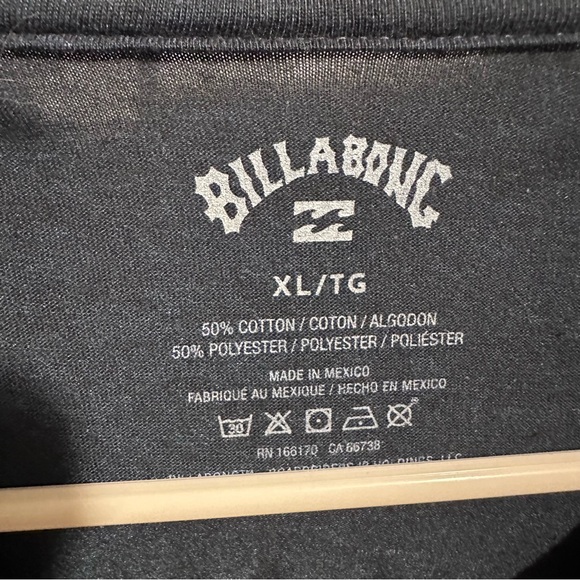 BILLABONG
XL/TG
50% COTTON / COTON / ALGODON
50% POLYESTER / POLYESTER / POLIÉSTER
MADE IN MEXICO
FABRIQUÉ AU MEXIQUE / HECHO EN MEXICO
30
RN 166170 CA 66738